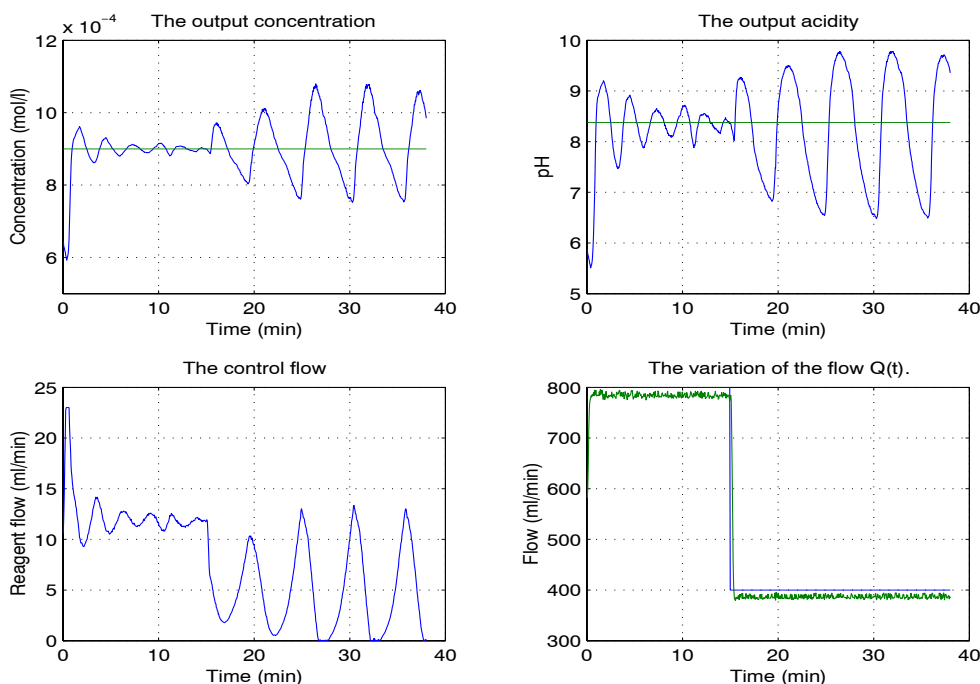 The output concentration
x 10⁻⁴
Concentration (mol/l)
12
10
8
6
0 10 20 30 40
Time (min)
The output acidity
pH
10
9
8
7
6
5
0 10 20 30 40
Time (min)
The control flow
Reagent flow (ml/min)
25
20
15
10
5
0
0 10 20 30 40
Time (min)
The variation of the flow Q(t).
Flow (ml/min)
800
700
600
500
400
300
0 10 20 30 40
Time (min)